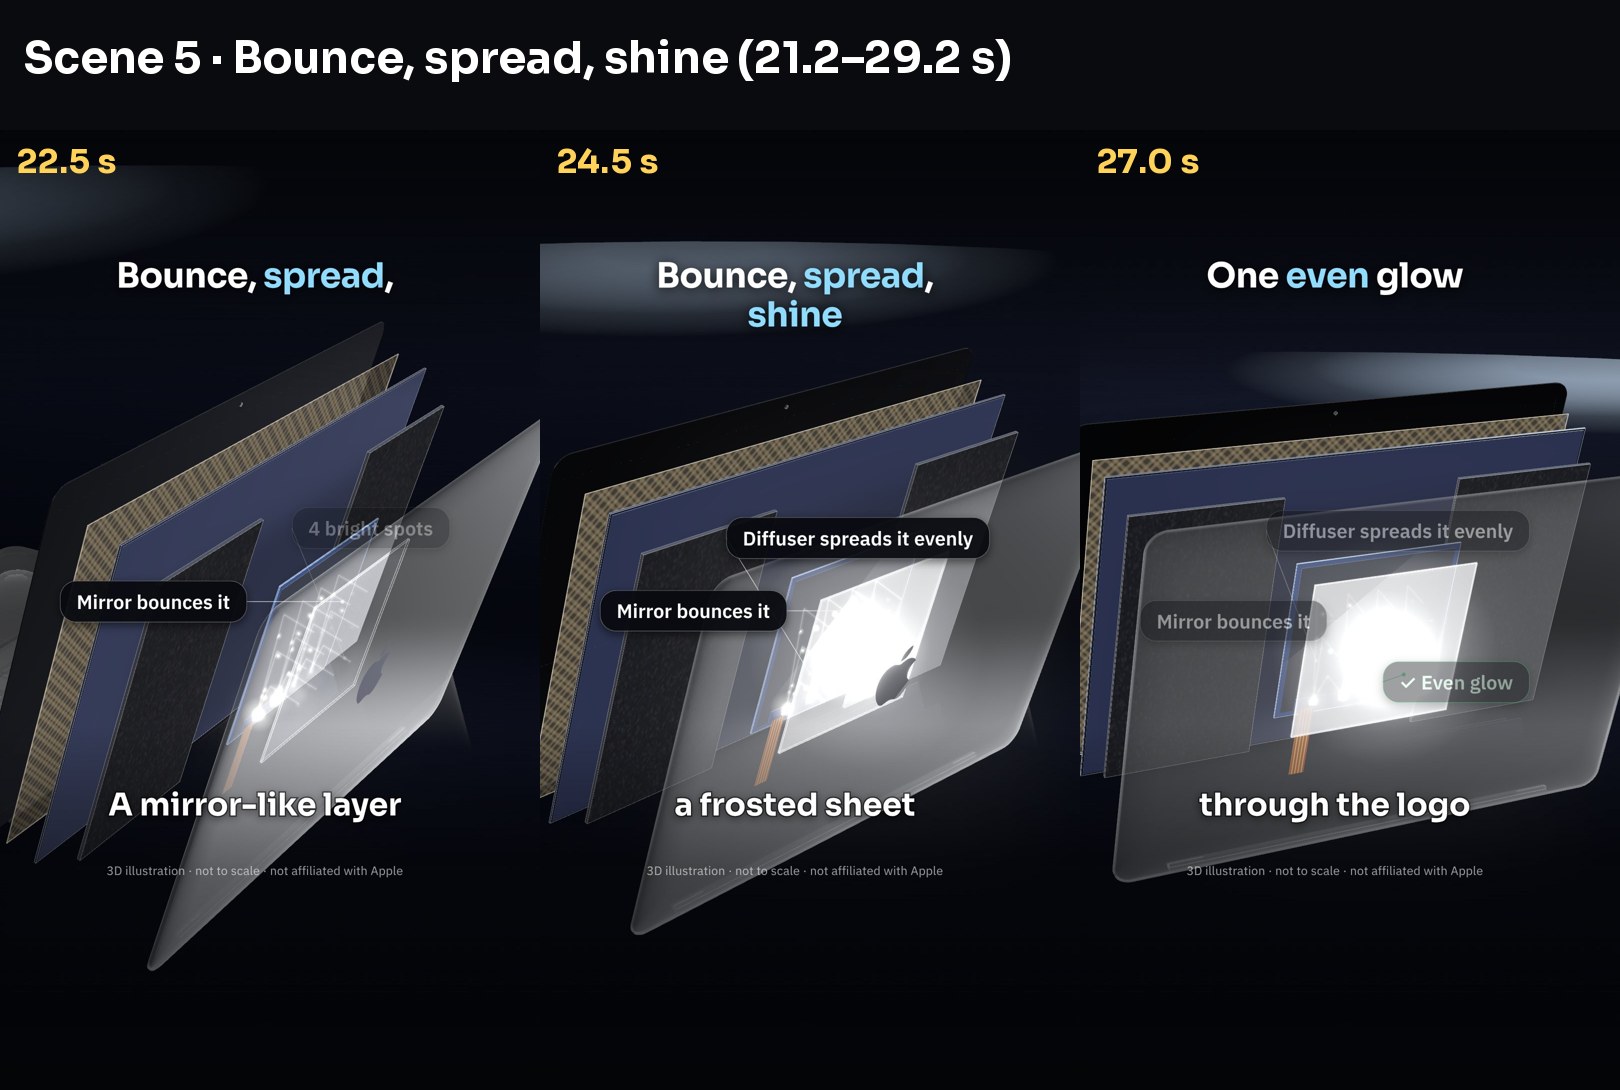 Scene 5 · Bounce, spread, shine (21.2–29.2 s)
22.5 s
Bounce, spread,
4 bright spots
Mirror bounces it
A mirror-like layer
3D illustration · not to scale · not affiliated with Apple
24.5 s
Bounce, spread,
shine
Diffuser spreads it evenly
Mirror bounces it
a frosted sheet
3D illustration · not to scale · not affiliated with Apple
27.0 s
One even glow
Diffuser spreads it evenly
Mirror bounces it
✓ Even glow
through the logo
3D illustration · not to scale · not affiliated with Apple